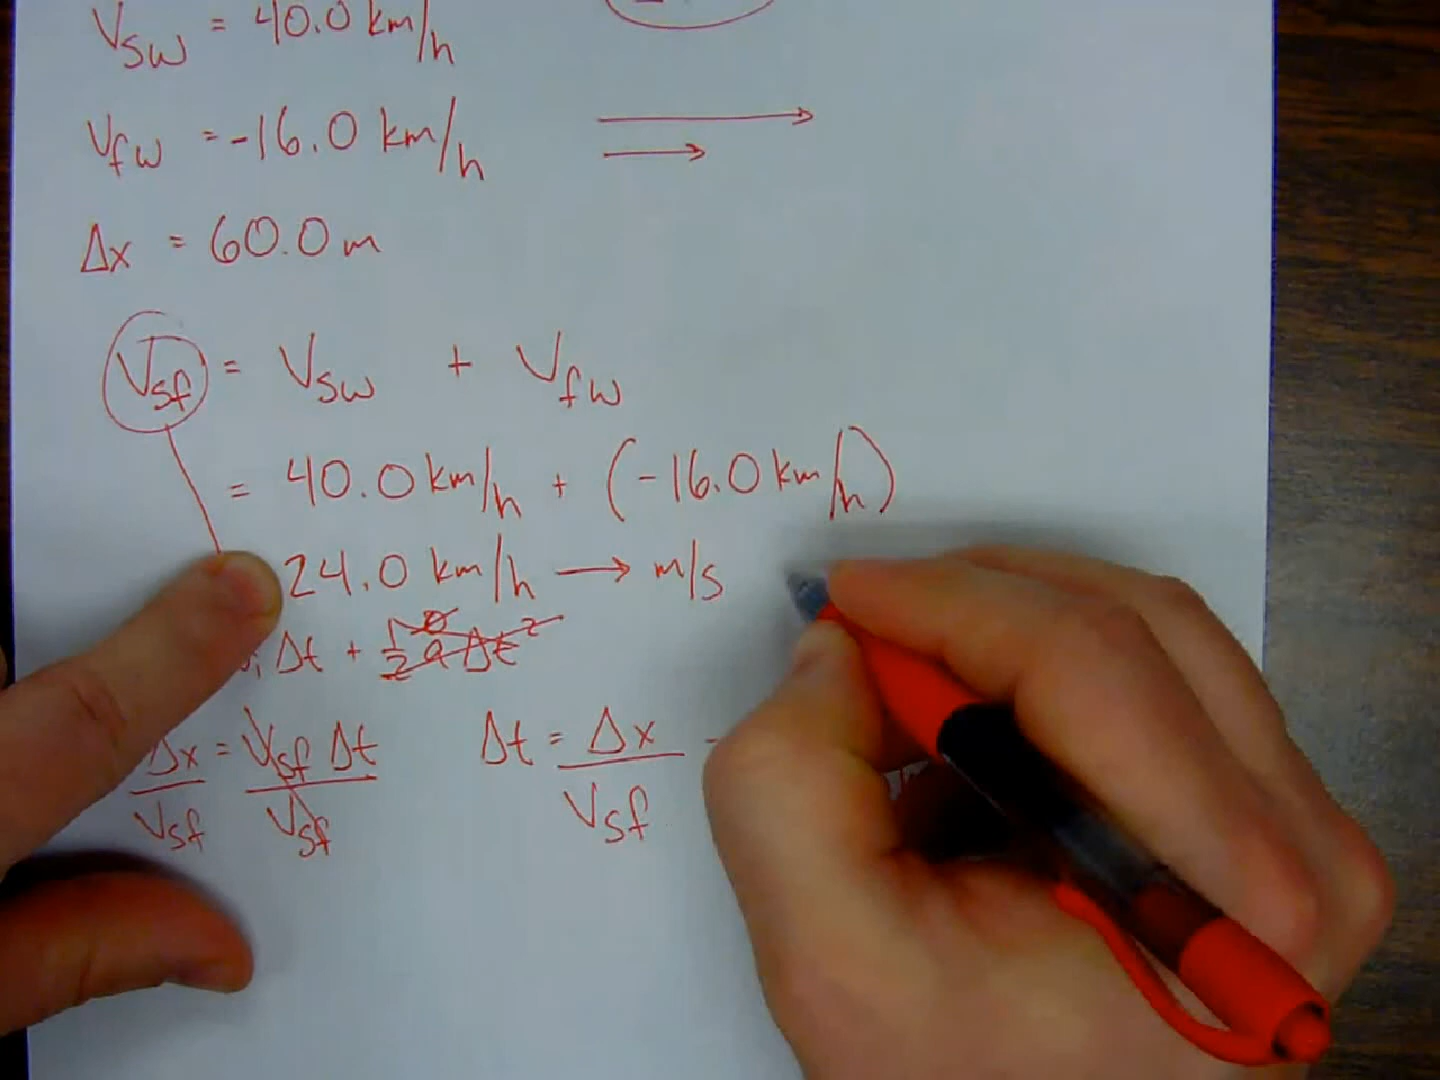 Vsw = 40.0 km/h
Vfw = -16.0 km/h
Δx = 60.0 m
Vsf = Vsw + Vfw
= 40.0 km/h + (-16.0 km/h)
24.0 km/h → m/s
i Δt + 1/2 a Δt² 0
Δx/Vsf = Vsf Δt/Vsf Δt = Δx/Vsf